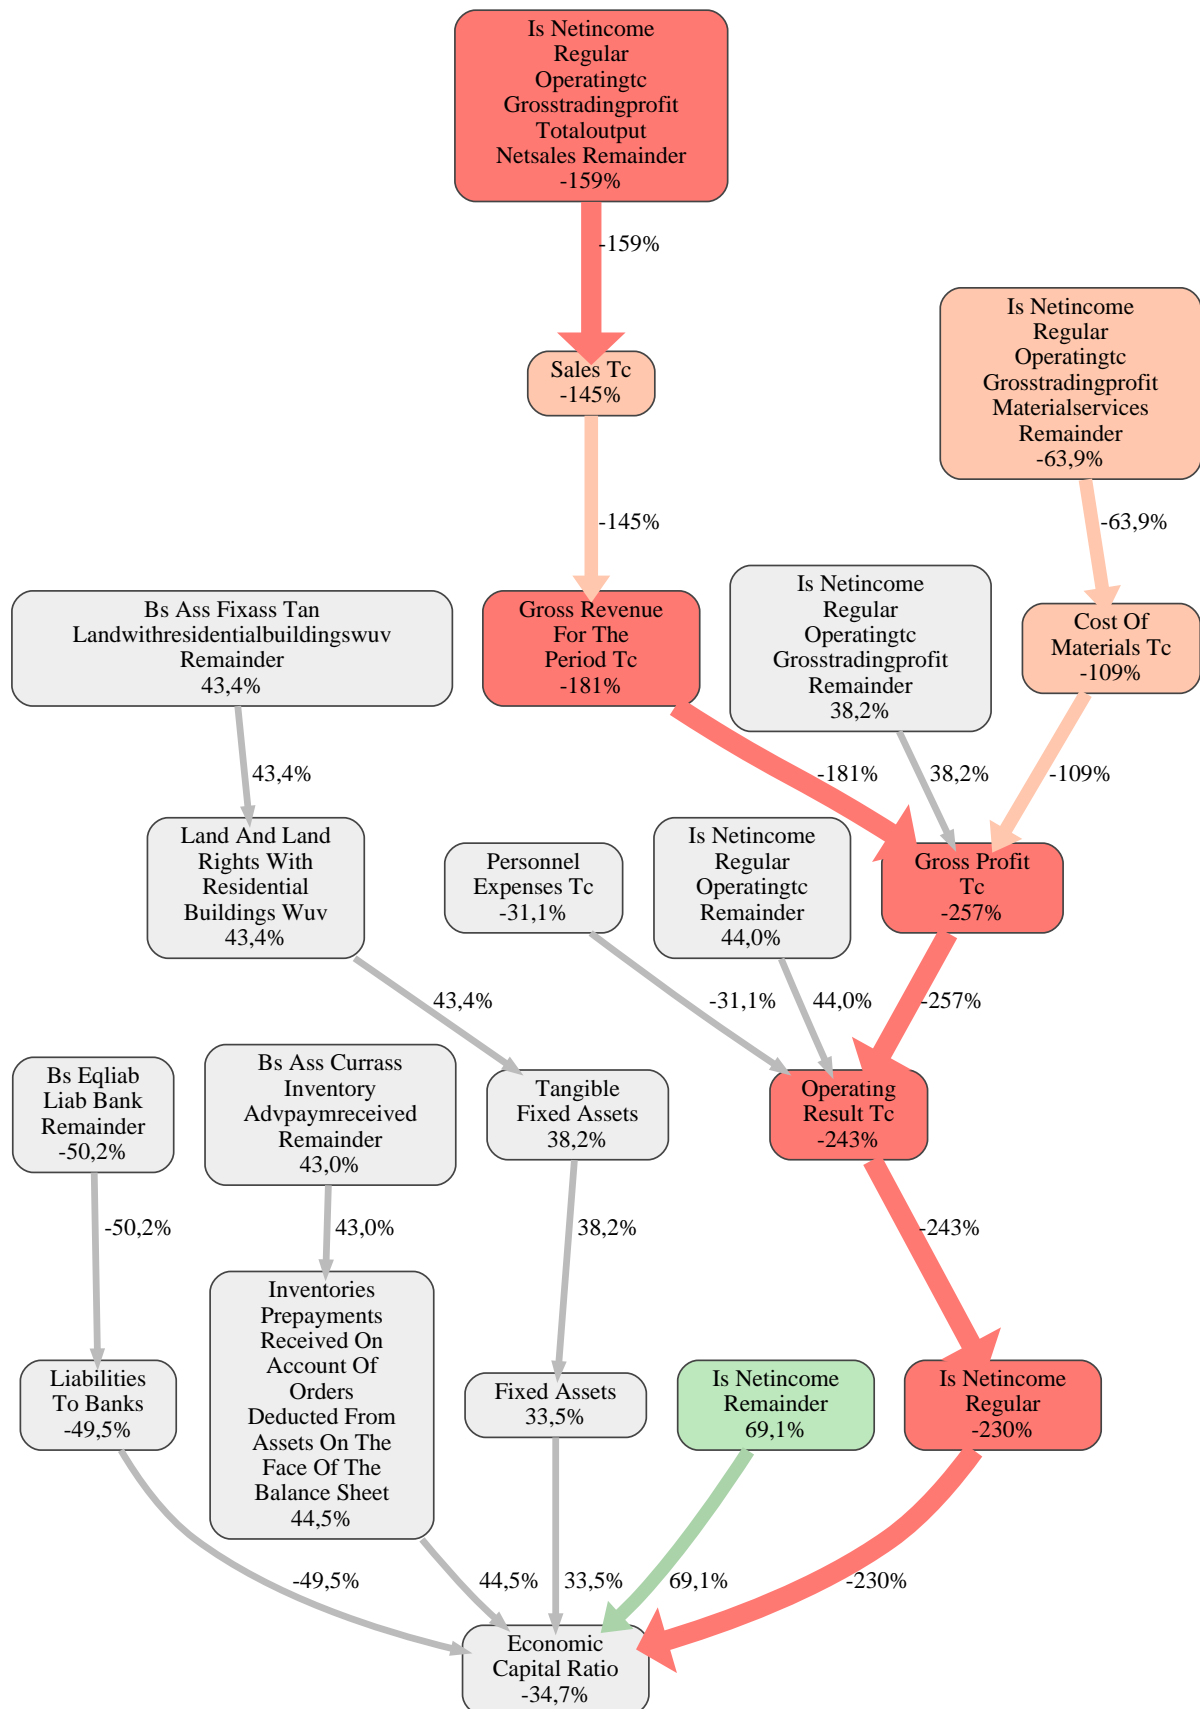 Is Netincome
Regular
Operatingtc
Grosstradingprofit
Totaloutput
Netsales Remainder
-159%
-159%
Is Netincome
Regular
Operatingtc
Grosstradingprofit
Materialservices
Remainder
-63,9%
Sales Tc
-145%
-145%
-63,9%
Bs Ass Fixass Tan
Landwithresidentialbuildingswuv
Remainder
43,4%
Gross Revenue
For The
Period Tc
-181%
Is Netincome
Regular
Operatingtc
Grosstradingprofit
Remainder
38,2%
Cost Of
Materials Tc
-109%
43,4%
-181%
38,2%
-109%
Land And Land
Rights With
Residential
Buildings Wuv
43,4%
Personnel
Expenses Tc
-31,1%
Is Netincome
Regular
Operatingtc
Remainder
44,0%
Gross Profit
Tc
-257%
43,4%
-31,1%
44,0%
-257%
Bs Eqliab
Liab Bank
Remainder
-50,2%
Bs Ass Currass
Inventory
Advpaymreceived
Remainder
43,0%
Tangible
Fixed Assets
38,2%
Operating
Result Tc
-243%
-50,2%
43,0%
38,2%
-243%
Liabilities
To Banks
-49,5%
Inventories
Prepayments
Received On
Account Of
Orders
Deducted From
Assets On The
Face Of The
Balance Sheet
44,5%
Fixed Assets
33,5%
Is Netincome
Remainder
69,1%
Is Netincome
Regular
-230%
-49,5%
44,5%
33,5%
69,1%
-230%
Economic
Capital Ratio
-34,7%